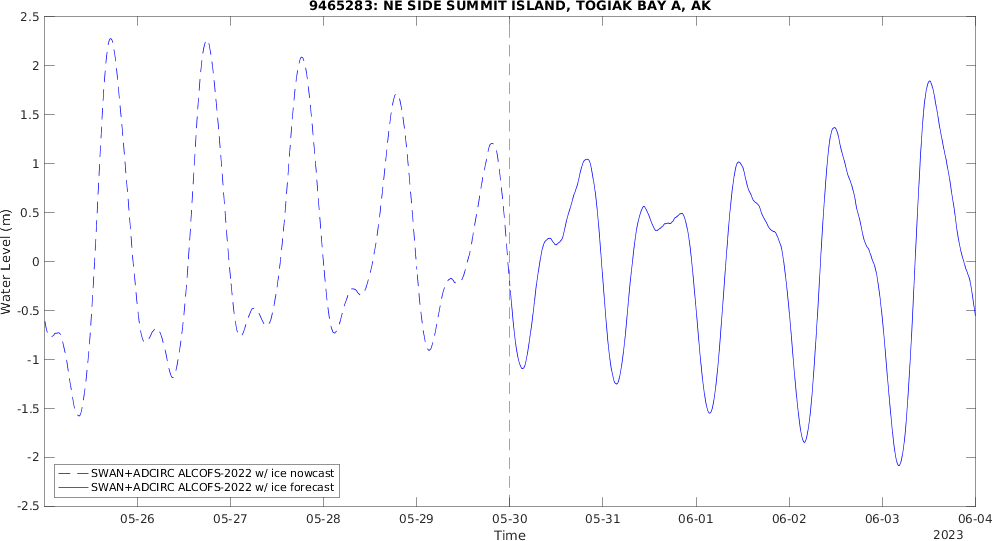 9465283: NE SIDE SUMMIT ISLAND, TOGIAK BAY A, AK
2.5
2
1.5
1
0.5
0
-0.5
-1
-1.5
-2
-2.5
Water Level (m)
SWAN+ADCIRC ALCOFS-2022 w/ ice nowcast
SWAN+ADCIRC ALCOFS-2022 w/ ice forecast
05-26 05-27 05-28 05-29 05-30 05-31 06-01 06-02 06-03 06-04
Time
2023